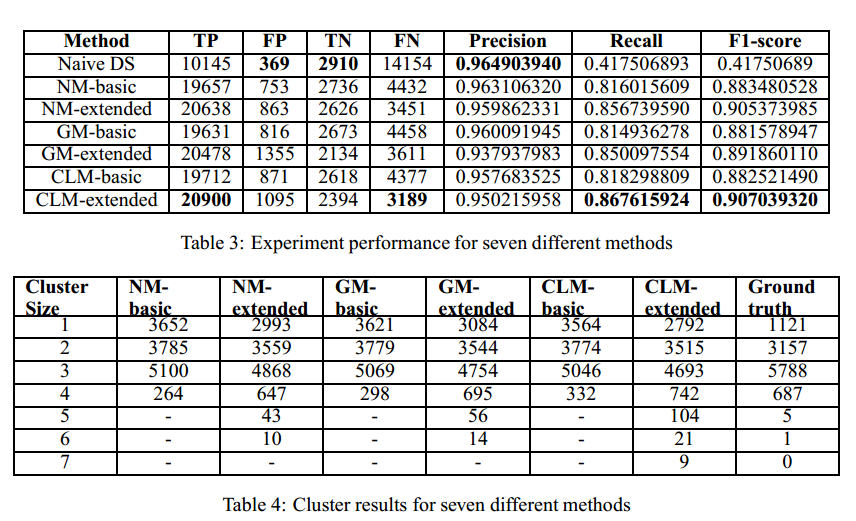 Method TP FP TN FN Precision Recall F1-score
Naive DS 10145 369 2910 14154 0.964903940 0.417506893 0.41750689
NM-basic 19657 753 2736 4432 0.963106320 0.816015609 0.883480528
NM-extended 20638 863 2626 3451 0.959862331 0.856739590 0.905373985
GM-basic 19631 816 2673 4458 0.960091945 0.814936278 0.881578947
GM-extended 20478 1355 2134 3611 0.937937983 0.850097554 0.891860110
CLM-basic 19712 871 2618 4377 0.957683525 0.818298809 0.882521490
CLM-extended 20900 1095 2394 3189 0.950215958 0.867615924 0.907039320
Table 3: Experiment performance for seven different methods
Cluster NM- NM- GM- GM- CLM- CLM- Ground
Size basic extended basic extended basic extended truth
1 3652 2993 3621 3084 3564 2792 1121
2 3785 3559 3779 3544 3774 3515 3157
3 5100 4868 5069 4754 5046 4693 5788
4 264 647 298 695 332 742 687
5 - 43 - 56 - 104 5
6 - 10 - 14 - 21 1
7 - - - - - 9 0
Table 4: Cluster results for seven different methods